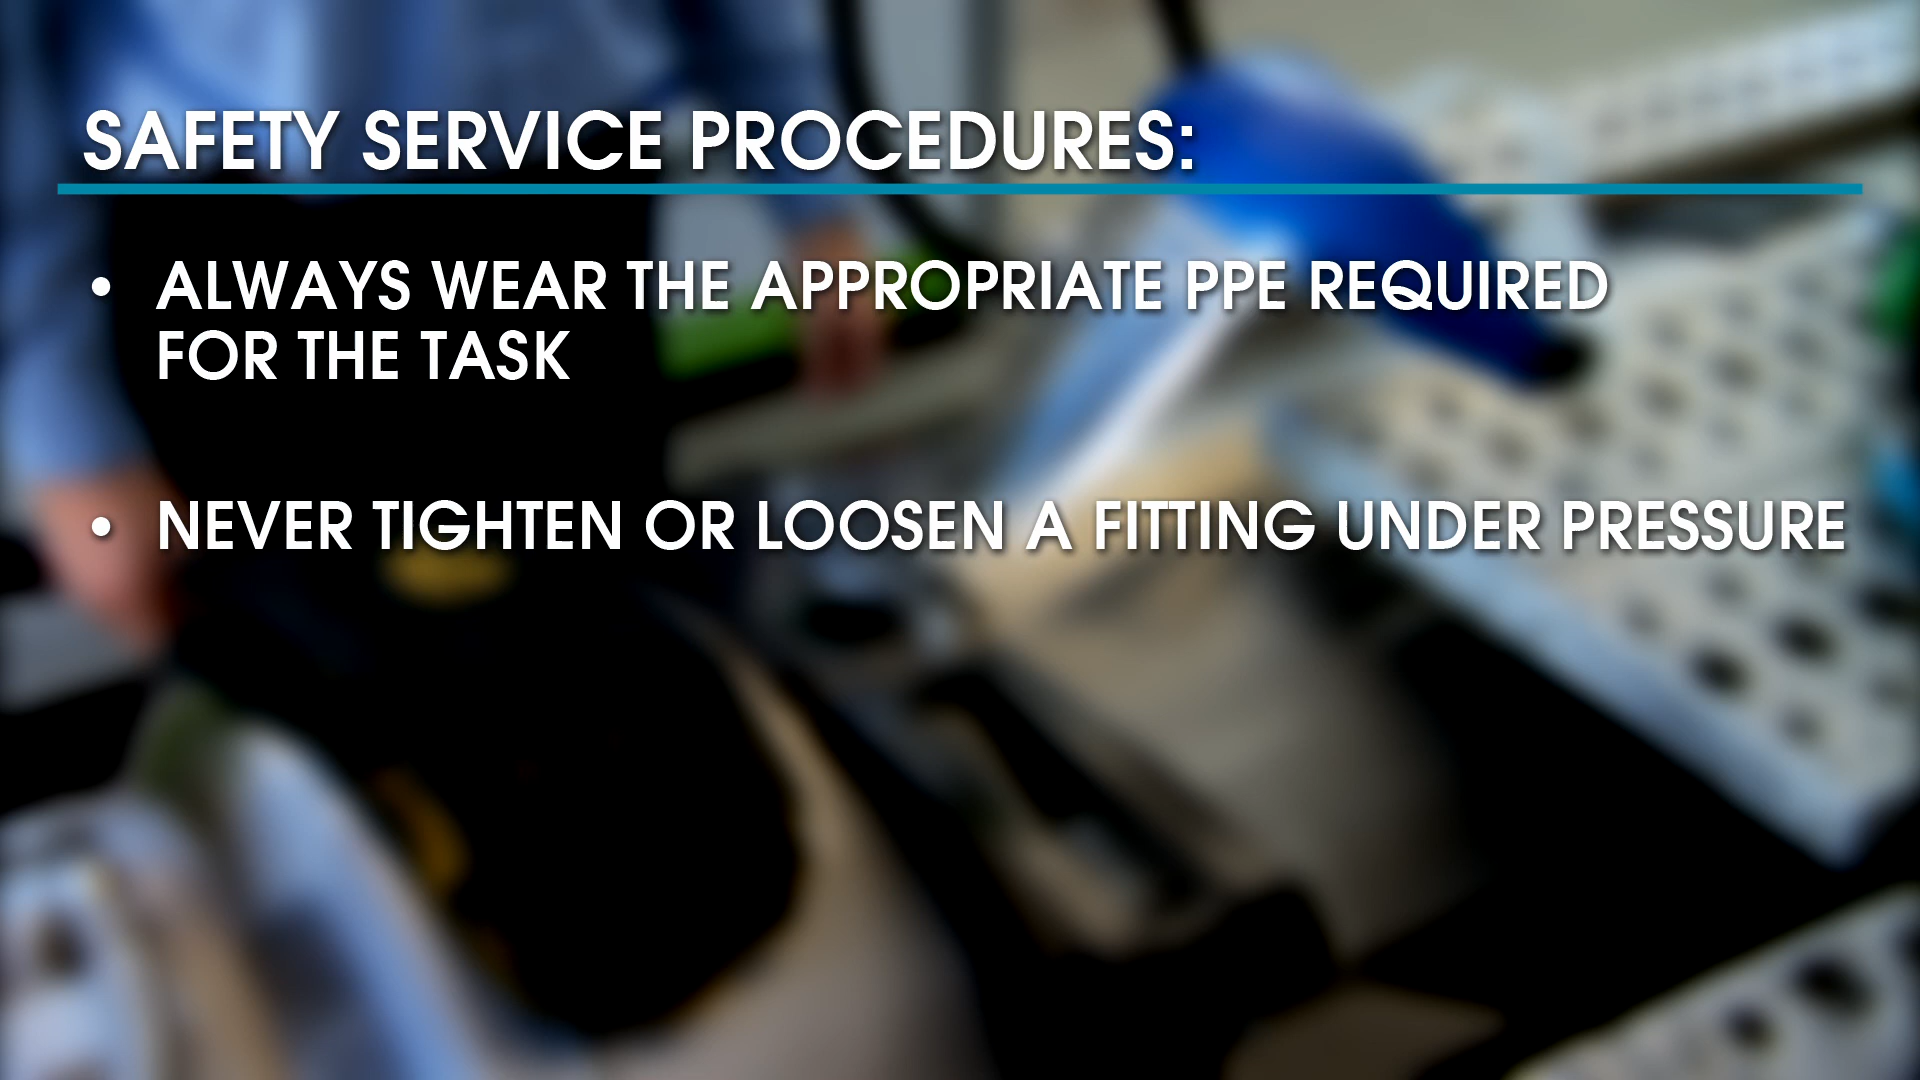 SAFETY SERVICE PROCEDURES:
• ALWAYS WEAR THE APPROPRIATE PPE REQUIRED
FOR THE TASK
• NEVER TIGHTEN OR LOOSEN A FITTING UNDER PRESSURE